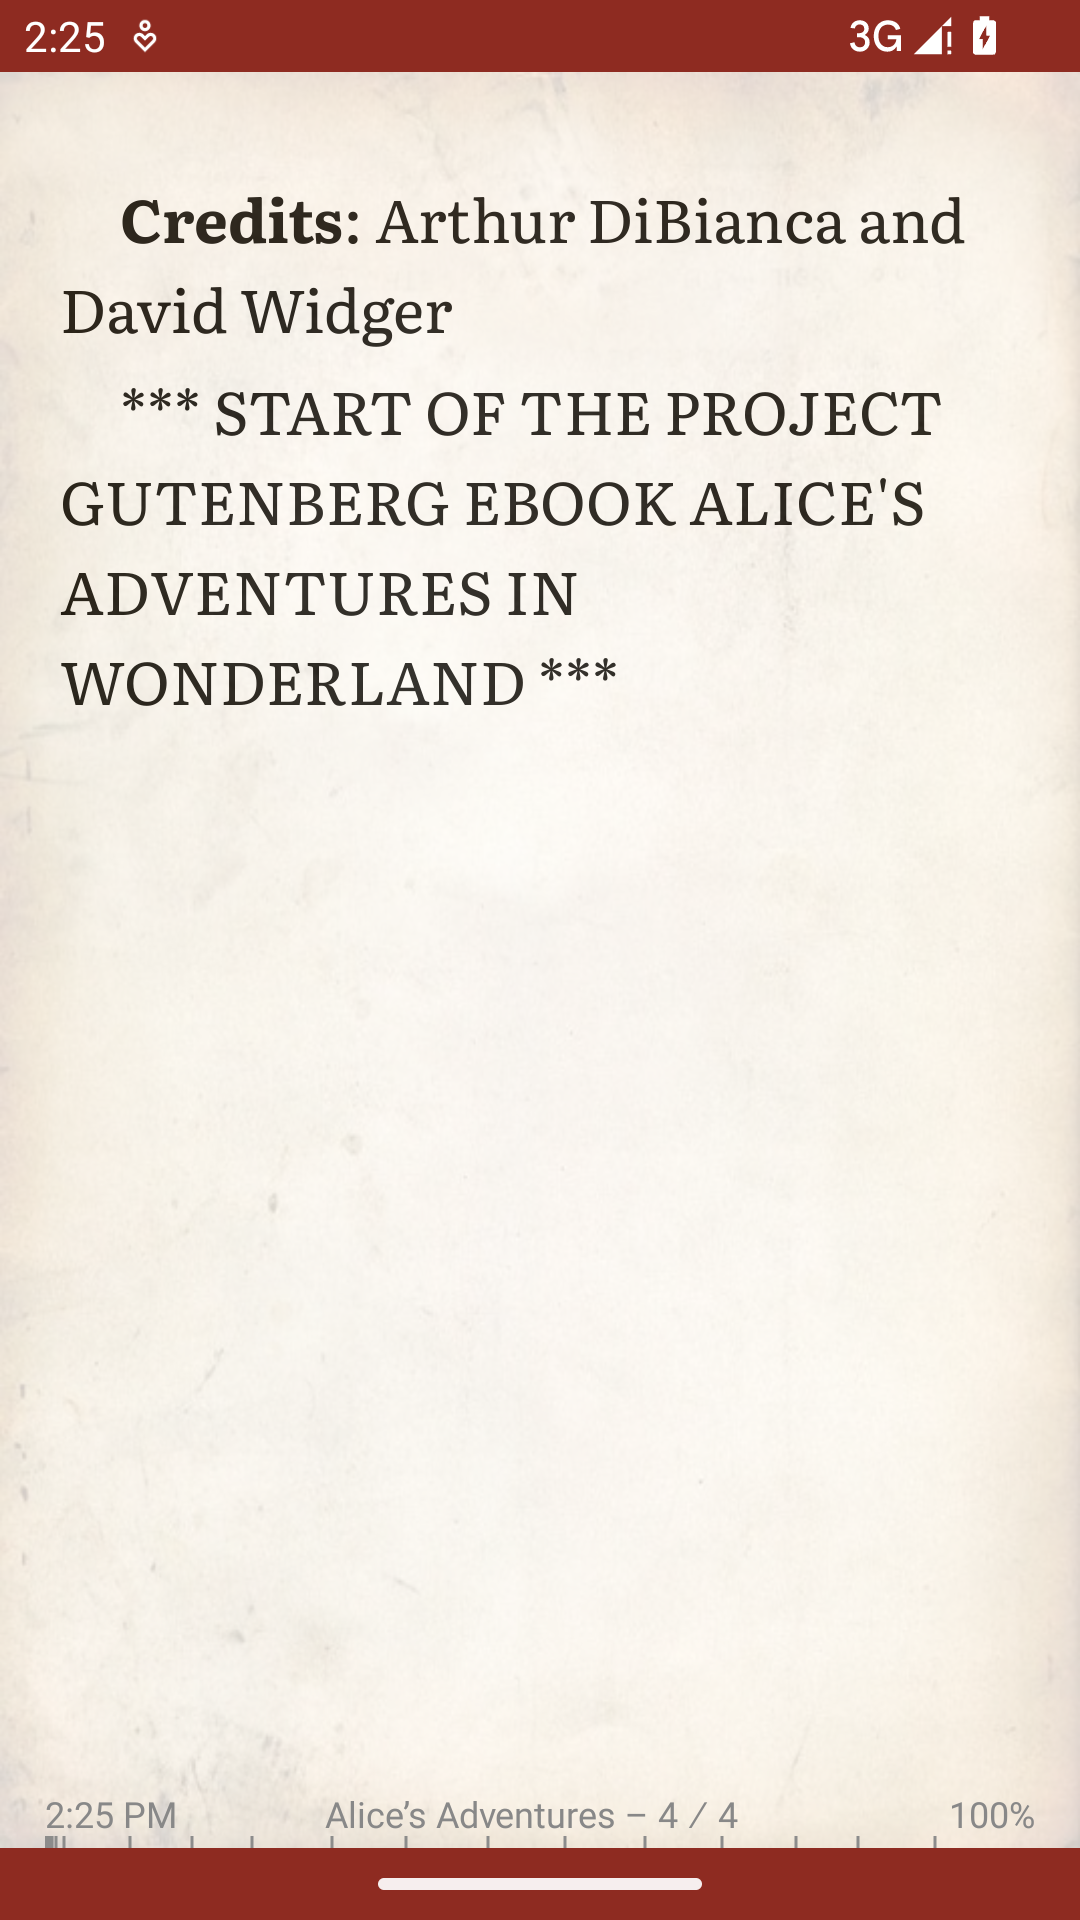 2:25
3G
Credits: Arthur DiBianca and
David Widger
*** START OF THE PROJECT
GUTENBERG EBOOK ALICE'S
ADVENTURES IN
WONDERLAND ***
2:25 PM
Alice’s Adventures – 4 / 4
100%